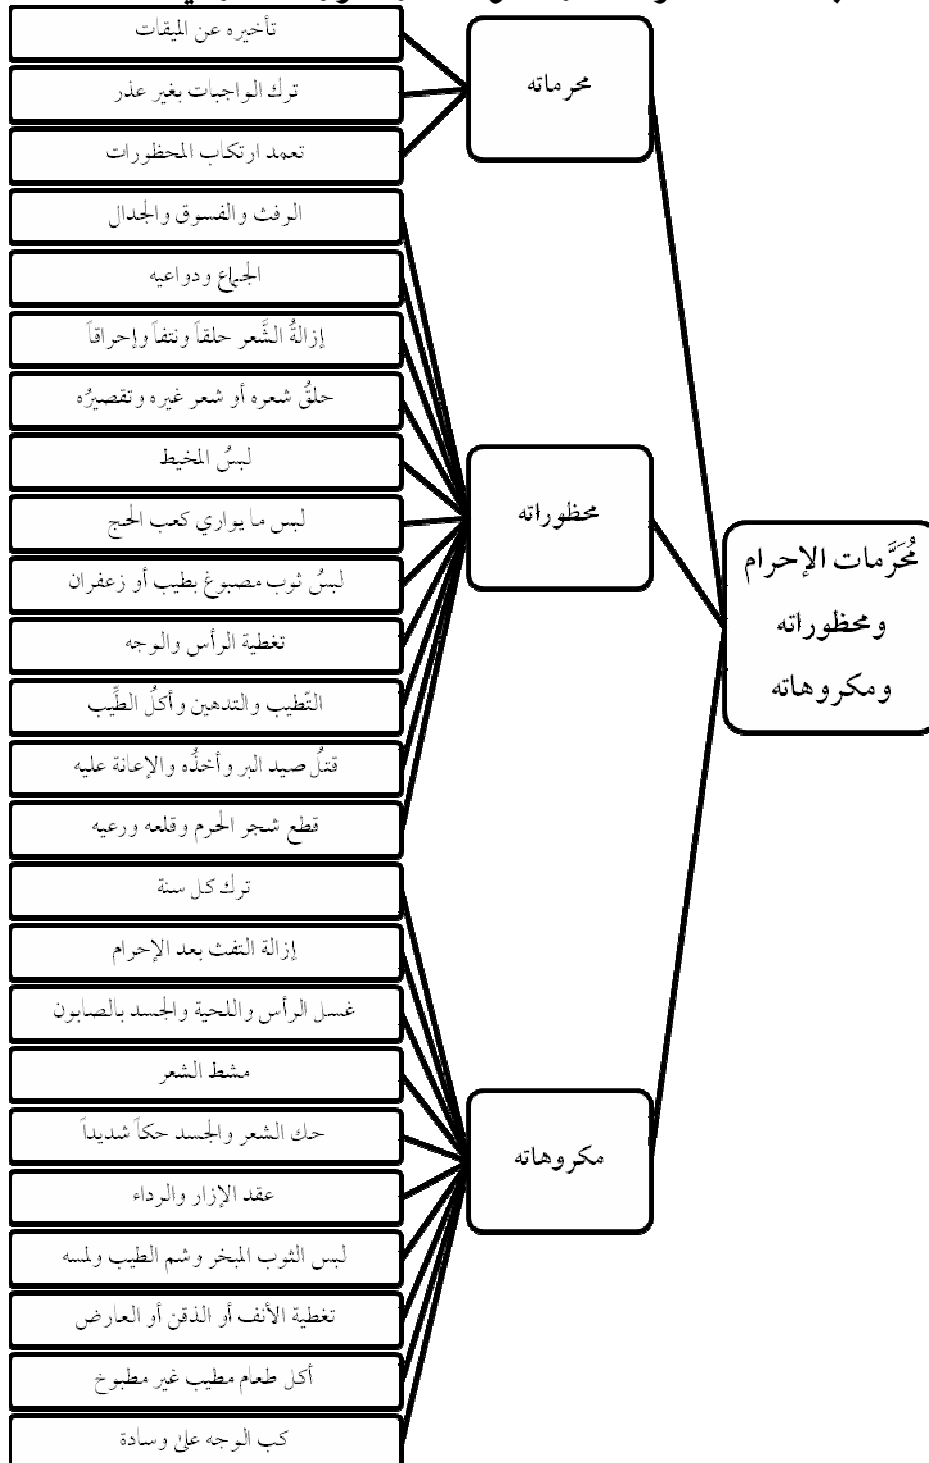 مُحَرَّمات الإحرام
ومحظوراته
ومكروهاته
محرماته
تأخيره عن الميقات
ترك الواجبات بغير عذر
تعمد ارتكاب المحظورات
محظوراته
الرفث والفسوق والجدال
الجماع ودواعيه
إزالةُ الشَّعر حلقاً ونتفاً وإحراقاً
حلقُ شعره أو شعر غيره وتقصيرُه
لبسُ المخيط
لبس ما يواري كعب الحج
لبسُ ثوب مصبوغ بطيب أو زعفران
تغطية الرأس والوجه
التّطيب والتدهين وأكلُ الطِّيب
قتلُ صيد البر وأخذُه والإعانة عليه
قطع شجر الحرم وقلعه ورعيه
مكروهاته
ترك كل سنة
إزالة التفث بعد الإحرام
غسل الرأس واللحية والجسد بالصابون
مشط الشعر
حك الشعر والجسد حكاً شديداً
عقد الإزار والرداء
لبس الثوب المبخر وشم الطيب ولمسه
تغطية الأنف أو الذقن أو العارض
أكل طعام مطيب غير مطبوخ
كب الوجه على وسادة